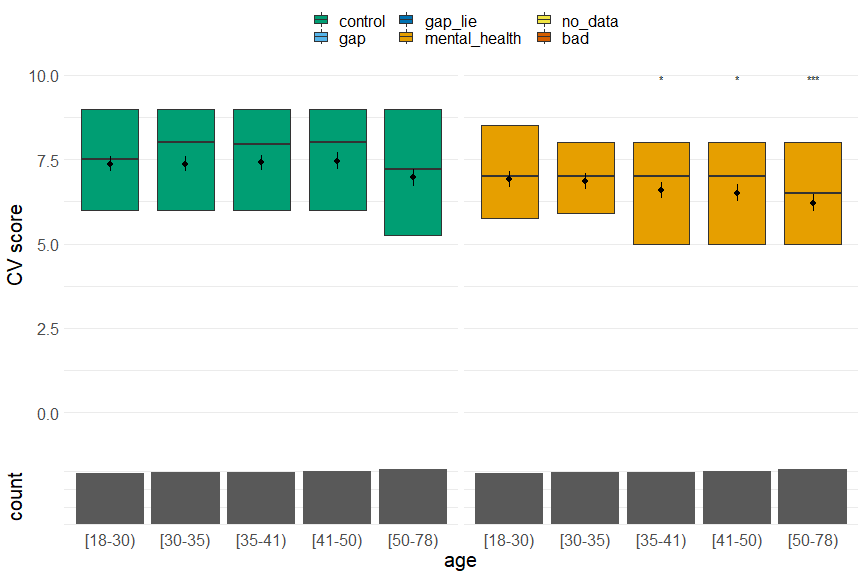 control gap_lie no_data
gap mental_health bad
10.0
* * ***
7.5
5.0
2.5
0.0
CV score
count
[18-30) [30-35) [35-41) [41-50) [50-78) [18-30) [30-35) [35-41) [41-50) [50-78)
age